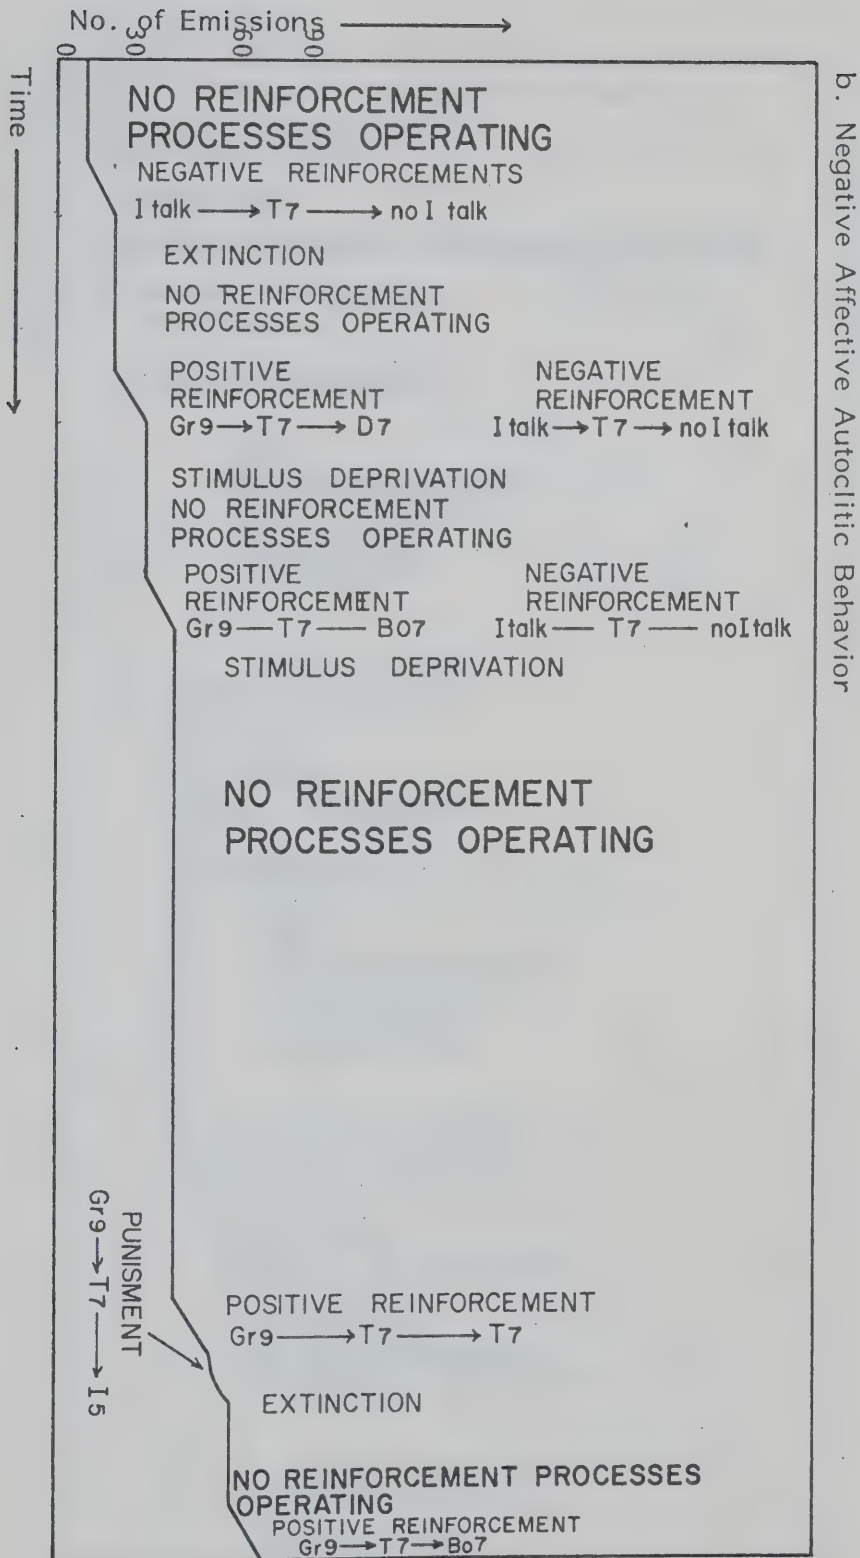 b. Negative Affective Autoclitic Behavior
No. of Emissions
0 30 60 90
Time
NO REINFORCEMENT
PROCESSES OPERATING
NEGATIVE REINFORCEMENTS
I talk ⟶ T7 ⟶ no I talk
EXTINCTION
NO REINFORCEMENT
PROCESSES OPERATING
POSITIVE
REINFORCEMENT
Gr9 → T7 → D7
NEGATIVE
REINFORCEMENT
I talk → T7 → no I talk
STIMULUS DEPRIVATION
NO REINFORCEMENT
PROCESSES OPERATING
POSITIVE
REINFORCEMENT
Gr9 — T7 — BO7
NEGATIVE
REINFORCEMENT
Italk — T7 — noItalk
STIMULUS DEPRIVATION
NO REINFORCEMENT
PROCESSES OPERATING
PUNISMENT
Gr9 → T7 ⟶ I5
POSITIVE REINFORCEMENT
Gr9 ⟶ T7 ⟶ T7
EXTINCTION
NO REINFORCEMENT PROCESSES
OPERATING
POSITIVE REINFORCEMENT
Gr9 → T7 → Bo7